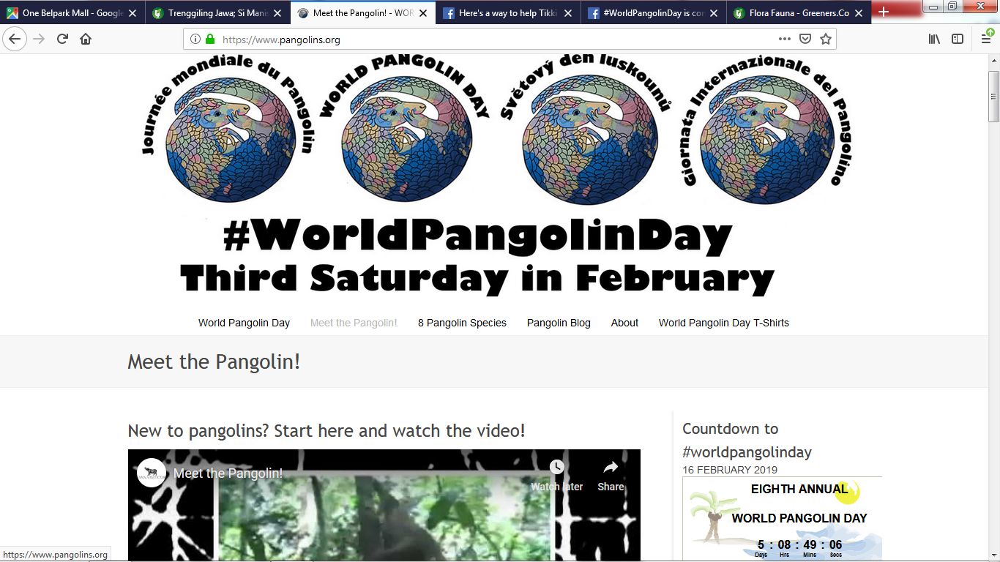 One Belpark Mall - Google
Trenggiling Jawa; Si Manis
Meet the Pangolin! - WOR
Here's a way to help Tikki
#WorldPangolinDay is con
Flora Fauna - Greeners.Co
https://www.pangolins.org
Journée mondiale du Pangolin
WORLD PANGOLIN DAY
Světový den luskounů
Giornata Internazionale del Pangolino
#WorldPangolinDay
Third Saturday in February
World Pangolin Day
Meet the Pangolin!
8 Pangolin Species
Pangolin Blog
About
World Pangolin Day T-Shirts
Meet the Pangolin!
New to pangolins? Start here and watch the video!
Meet the Pangolin!
Watch later
Share
Countdown to
#worldpangolinday
16 FEBRUARY 2019
EIGHTH ANNUAL
WORLD PANGOLIN DAY
5 : 08 : 49 : 06
Days Hrs Mins Secs
https://www.pangolins.org